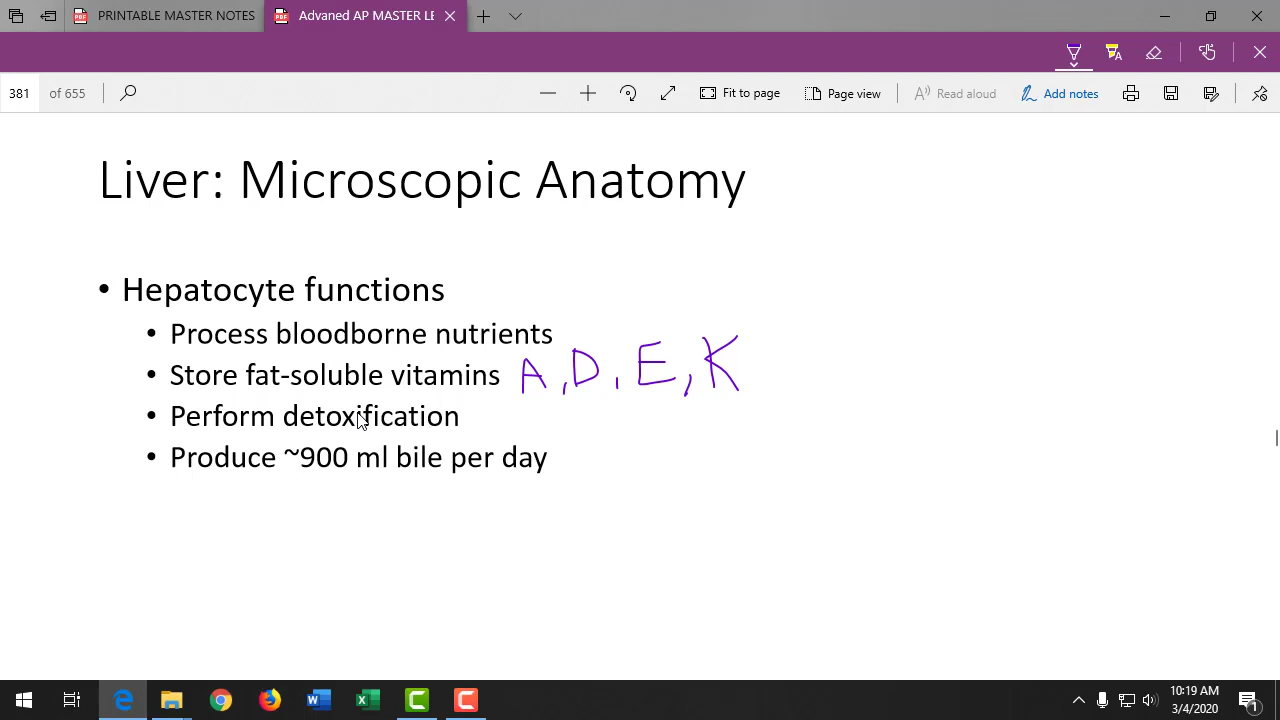 PRINTABLE MASTER NOTES
Advaned AP MASTER LE
381 of 655
Fit to page
Page view
Read aloud
Add notes
Liver: Microscopic Anatomy
• Hepatocyte functions
• Process bloodborne nutrients
• Store fat-soluble vitamins A, D, E, K
• Perform detoxification
• Produce ~900 ml bile per day
10:19 AM
3/4/2020